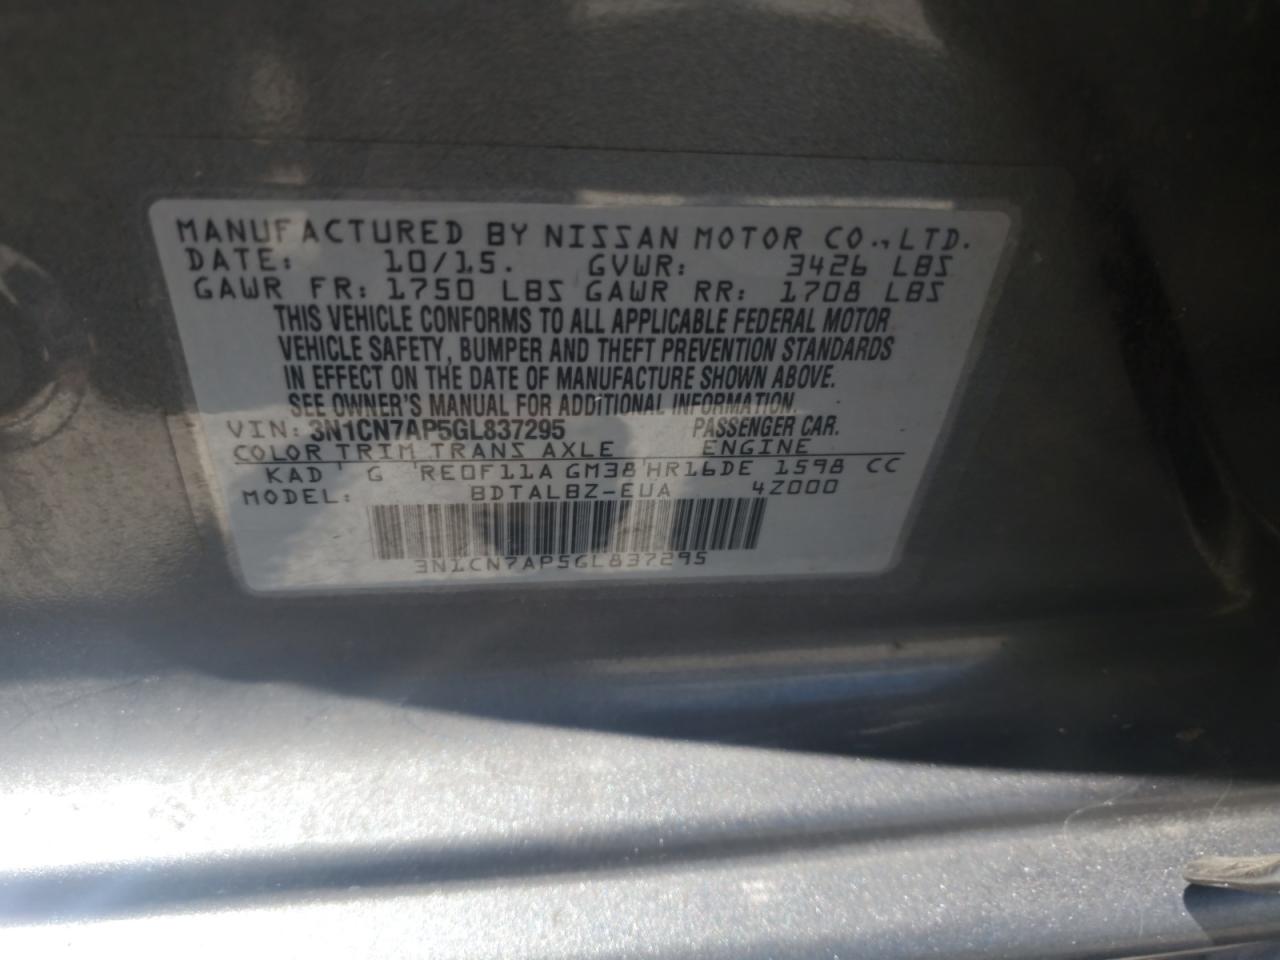 MANUFACTURED BY NISSAN MOTOR CO., LTD.
DATE: 10/15. GVWR: 3426 LBS
GAWR FR: 1750 LBS GAWR RR: 1708 LBS
THIS VEHICLE CONFORMS TO ALL APPLICABLE FEDERAL MOTOR
VEHICLE SAFETY, BUMPER AND THEFT PREVENTION STANDARDS
IN EFFECT ON THE DATE OF MANUFACTURE SHOWN ABOVE.
SEE OWNER'S MANUAL FOR ADDITIONAL INFORMATION.
VIN: 3N1CN7AP5GL837295 PASSENGER CAR.
COLOR TRIM TRANS AXLE ENGINE
KAD G RE0F11A GM38 HR16DE 1598 CC
MODEL: BDTALBZ-EUA 4Z000
3N1CN7AP5GL837295